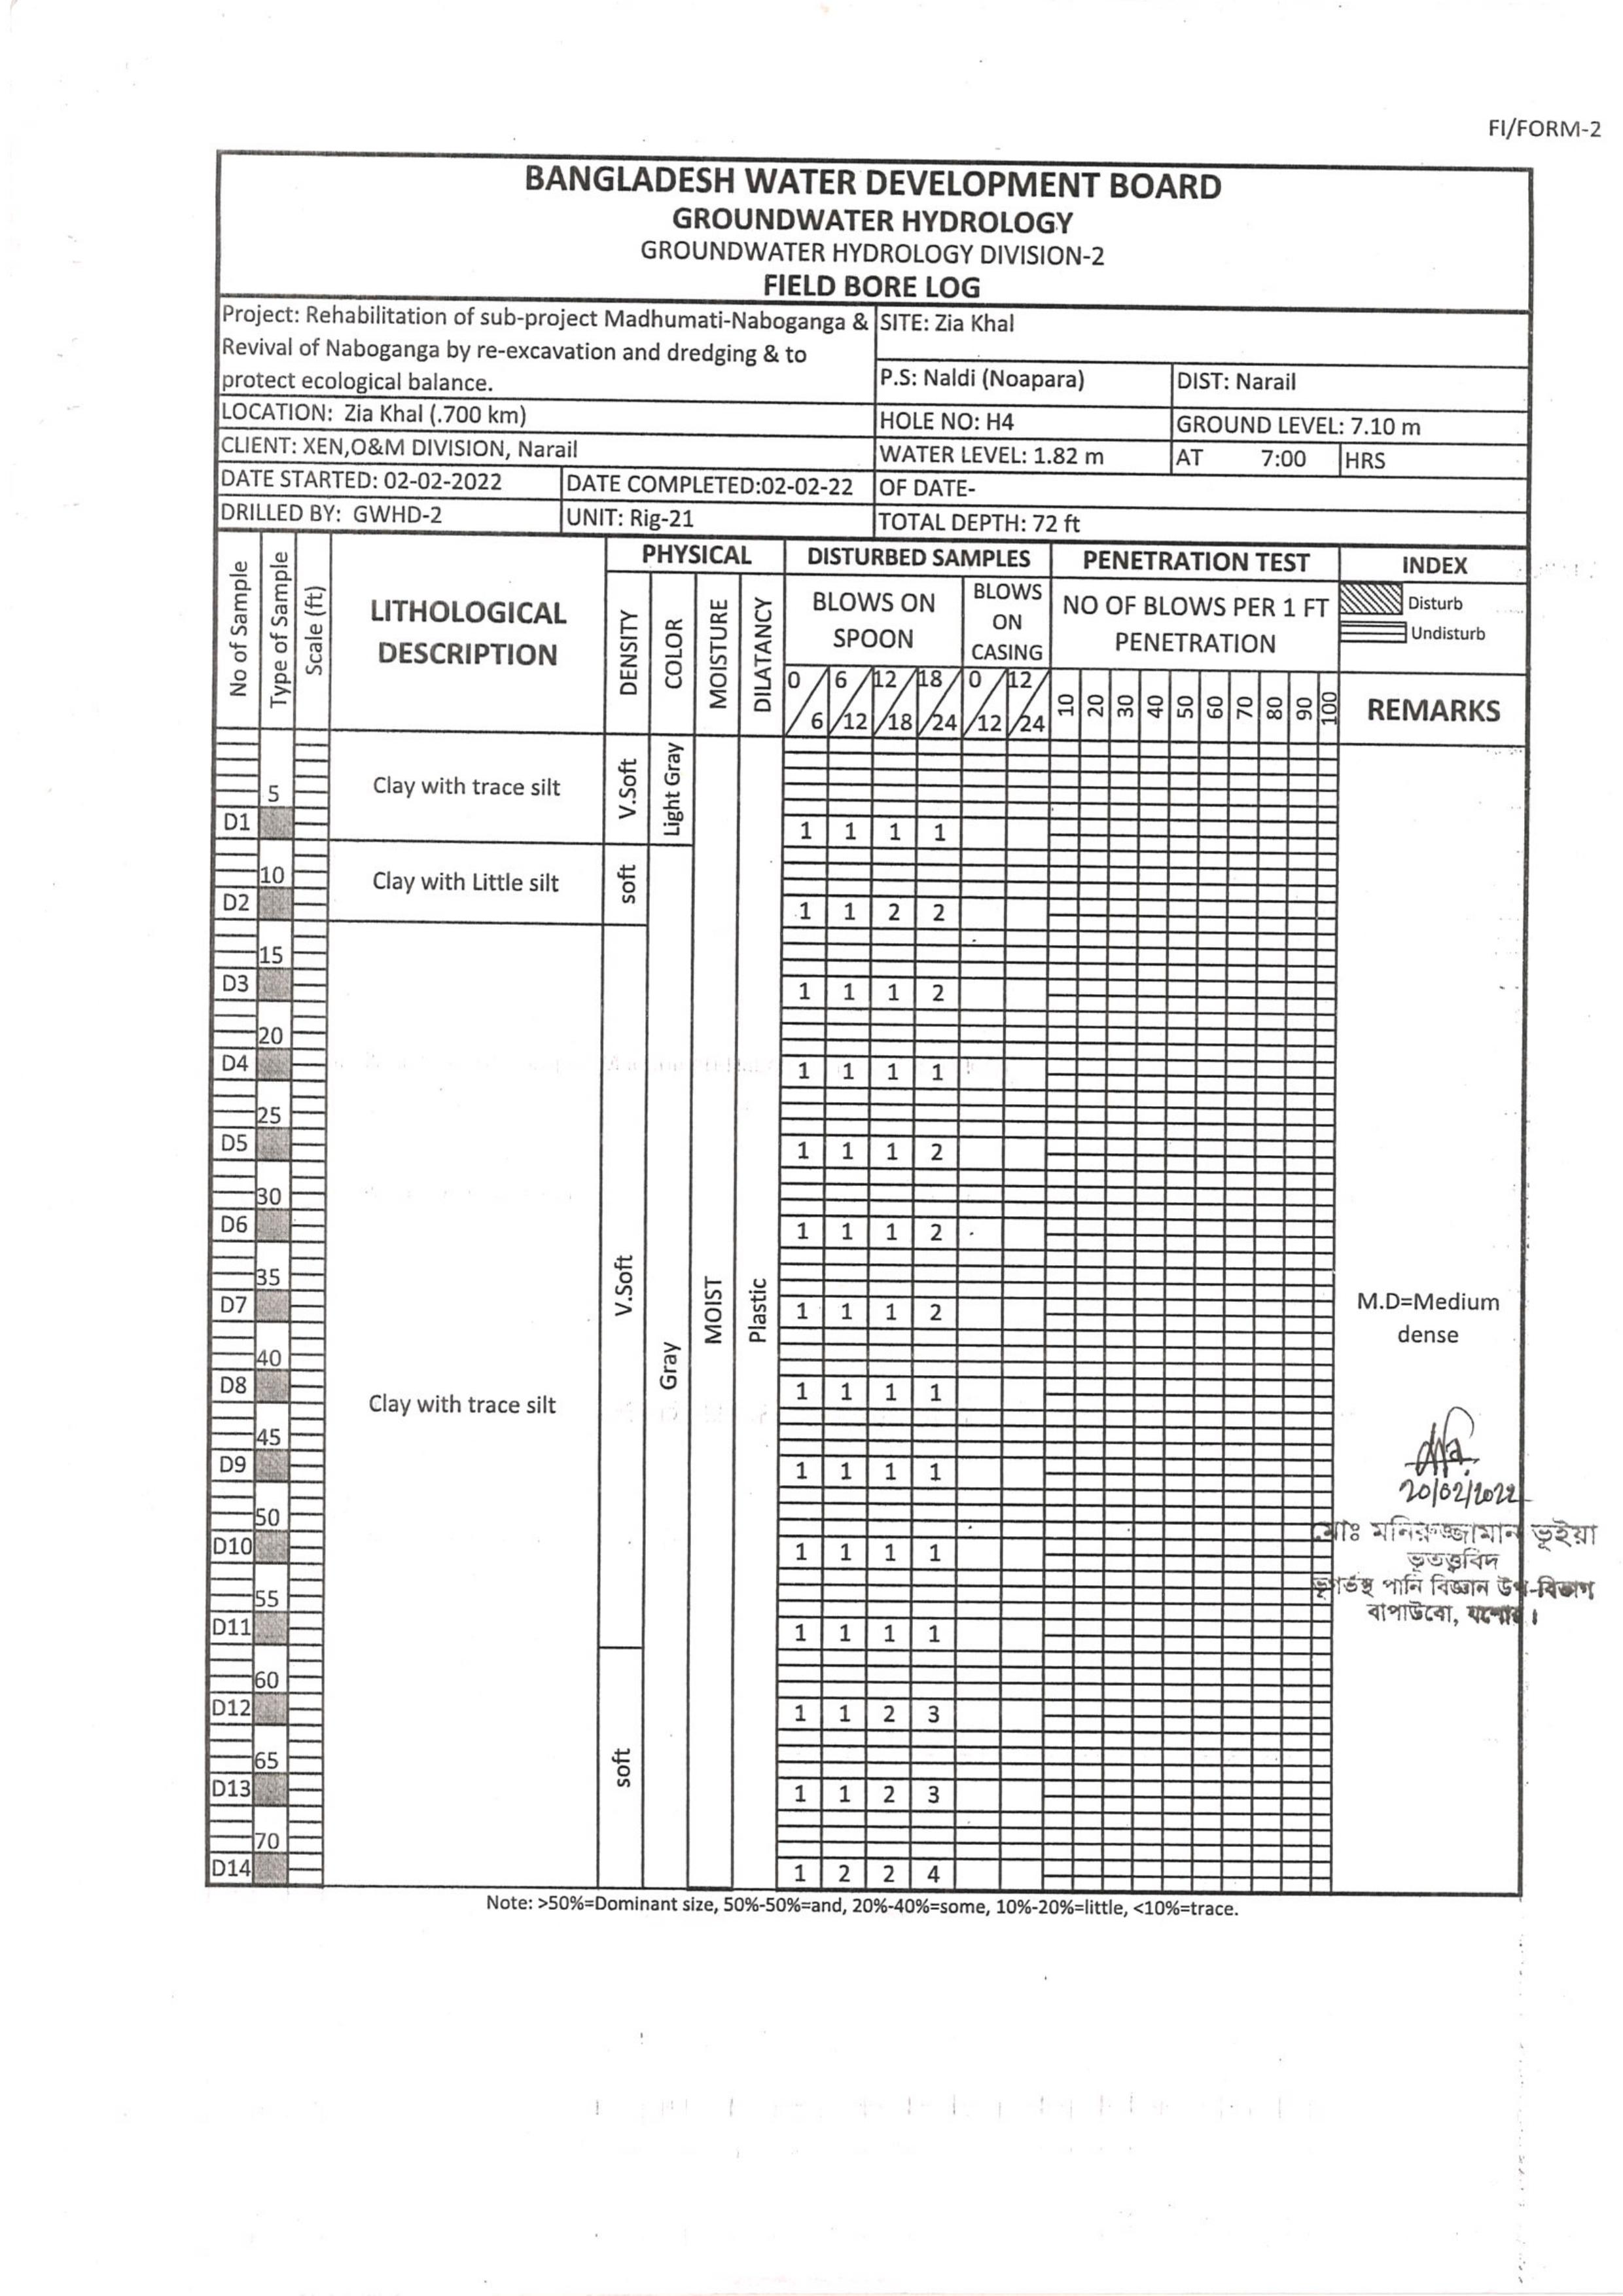 FI/FORM-2
BANGLADESH WATER DEVELOPMENT BOARD
GROUNDWATER HYDROLOGY
GROUNDWATER HYDROLOGY DIVISION-2
FIELD BORE LOG
Project: Rehabilitation of sub-project Madhumati-Naboganga &
Revival of Naboganga by re-excavation and dredging & to
protect ecological balance.
SITE: Zia Khal
P.S: Naldi (Noapara) DIST: Narail
LOCATION: Zia Khal (.700 km) HOLE NO: H4 GROUND LEVEL: 7.10 m
CLIENT: XEN,O&M DIVISION, Narail WATER LEVEL: 1.82 m AT 7:00 HRS
DATE STARTED: 02-02-2022 DATE COMPLETED:02-02-22 OF DATE-
DRILLED BY: GWHD-2 UNIT: Rig-21 TOTAL DEPTH: 72 ft
No of Sample
Type of Sample
Scale (ft)
LITHOLOGICAL
DESCRIPTION
PHYSICAL
DENSITY
COLOR
MOISTURE
DILATANCY
DISTURBED SAMPLES
BLOWS ON
SPOON
BLOWS
ON
CASING
0/6 6/12 12/18 18/24 0/12 12/24
PENETRATION TEST
NO OF BLOWS PER 1 FT
PENETRATION
10 20 30 40 50 60 70 80 90 100
INDEX
Disturb
Undisturb
REMARKS
5
Clay with trace silt V.Soft Light Gray
D1 1 1 1 1
10
Clay with Little silt soft
D2 1 1 2 2
15
D3 1 1 1 2
20
D4 1 1 1 1
25
D5 1 1 1 2
30
D6 1 1 1 2
V.Soft
MOIST
Plastic
35
D7 1 1 1 2
M.D=Medium
dense
40
Gray
D8 1 1 1 1
Clay with trace silt
45
D9 1 1 1 1
20/02/2022
50
মোঃ মনিরুজ্জামান ভূইয়া
D10 1 1 1 1
ভূতত্ত্ববিদ
ভূগর্ভস্থ পানি বিজ্ঞান উপ-বিভাগ
55
বাপাউবো, যশোর।
D11 1 1 1 1
60
D12 1 1 2 3
65
soft
D13 1 1 2 3
70
D14 1 2 2 4
Note: >50%=Dominant size, 50%-50%=and, 20%-40%=some, 10%-20%=little, <10%=trace.